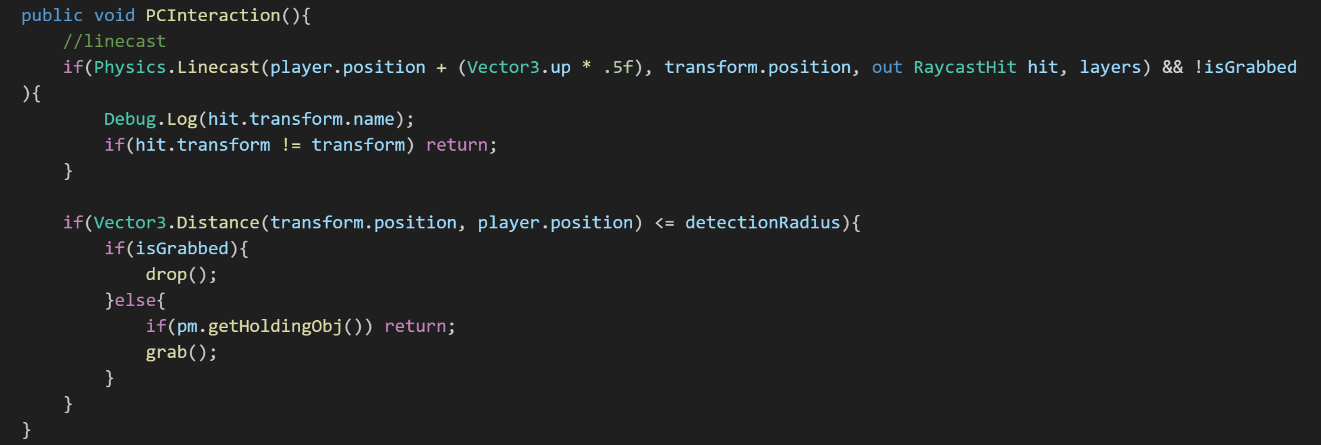 public void PCInteraction(){
    //linecast
    if(Physics.Linecast(player.position + (Vector3.up * .5f), transform.position, out RaycastHit hit, layers) && !isGrabbed
){
        Debug.Log(hit.transform.name);
        if(hit.transform != transform) return;
    }

    if(Vector3.Distance(transform.position, player.position) <= detectionRadius){
        if(isGrabbed){
            drop();
        }else{
            if(pm.getHoldingObj()) return;
            grab();
        }
    }
}